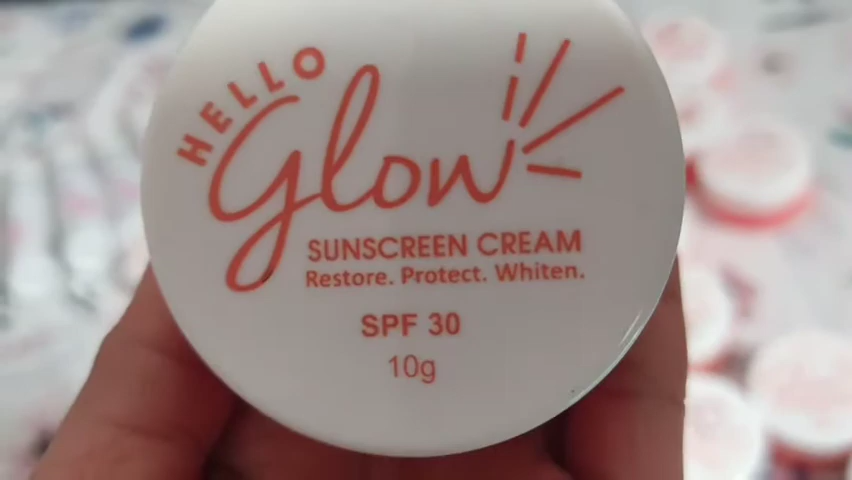 HELLO
Glow
SUNSCREEN CREAM
Restore. Protect. Whiten.
SPF 30
10g